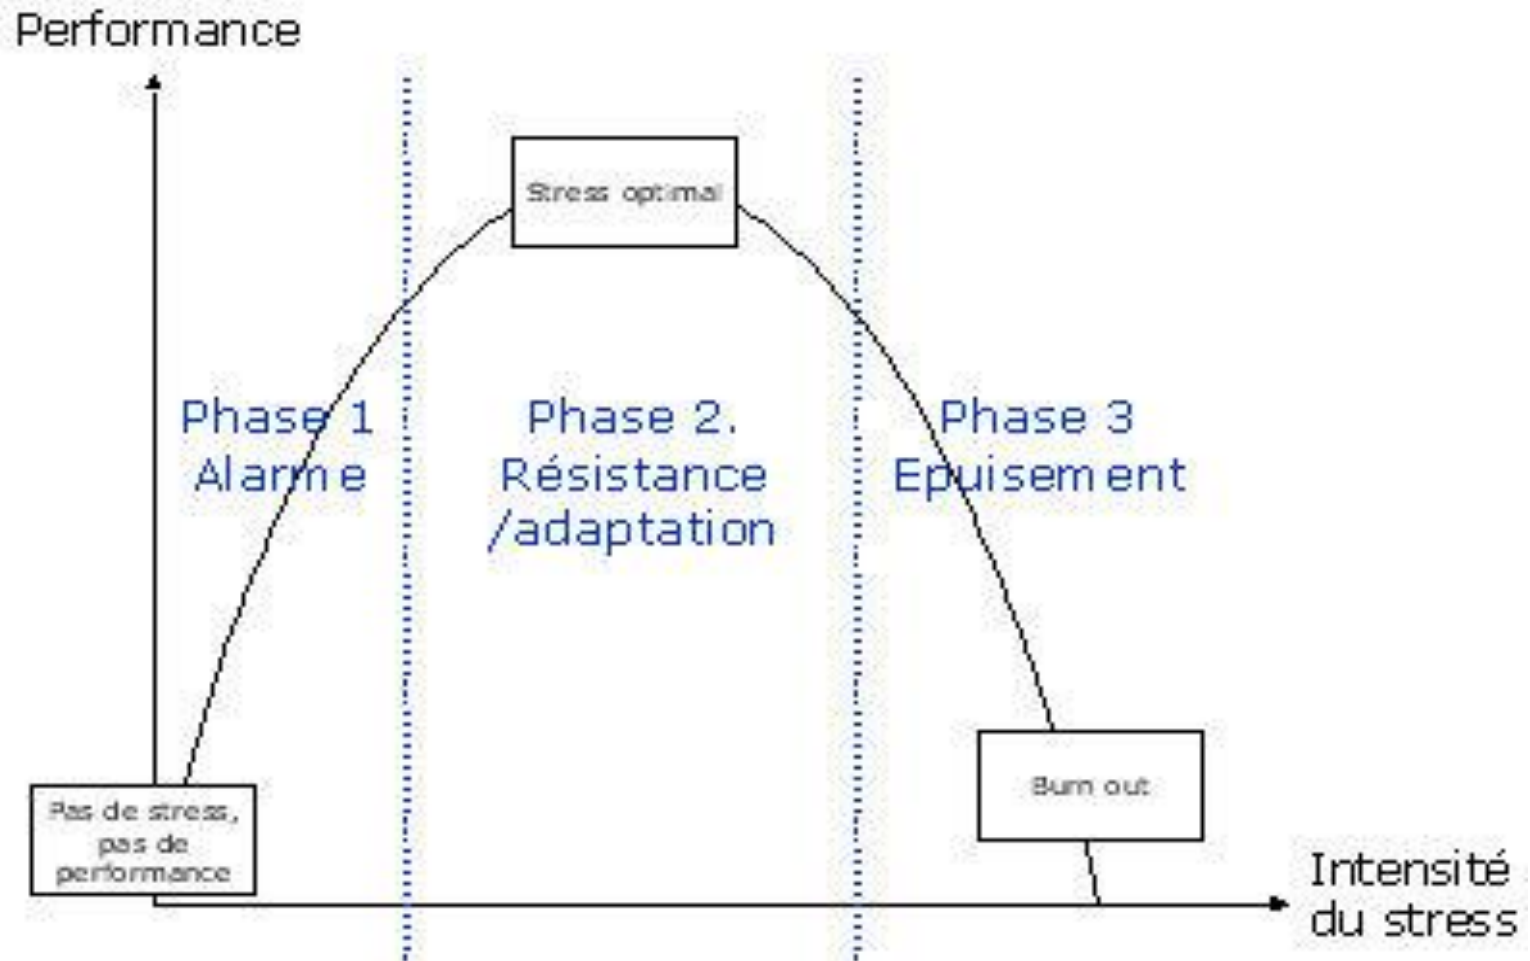 Performance
Stress optimal
Phase 1
Alarme
Phase 2.
Résistance
/adaptation
Phase 3
Epuisement
Pas de stress,
pas de
performance
Burn out
Intensité
du stress